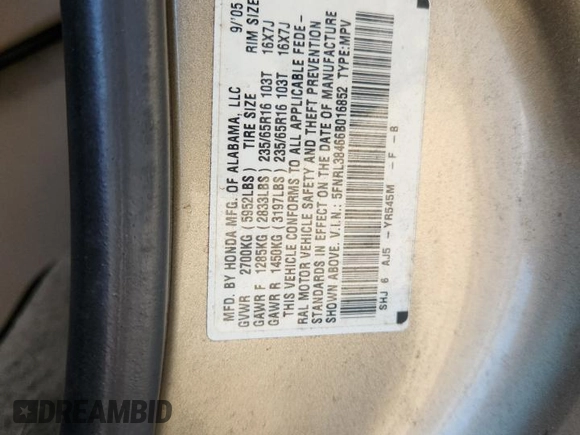 MFD. BY HONDA MFG. OF ALABAMA, LLC 9/'05
GVWR 2700KG (5952LBS) TIRE SIZE RIM SIZE
GAWR F 1285KG (2833LBS) 235/65R16 103T 16X7J
GAWR R 1450KG (3197LBS) 235/65R16 103T 16X7J
THIS VEHICLE CONFORMS TO ALL APPLICABLE FEDE-
RAL MOTOR VEHICLE SAFETY AND THEFT PREVENTION
STANDARDS IN EFFECT ON THE DATE OF MANUFACTURE
SHOWN ABOVE. V.I.N.: 5FNRL38466B016852 TYPE:MPV
SHJ 6 AJ5 -YR545M -F -B
DREAMBID